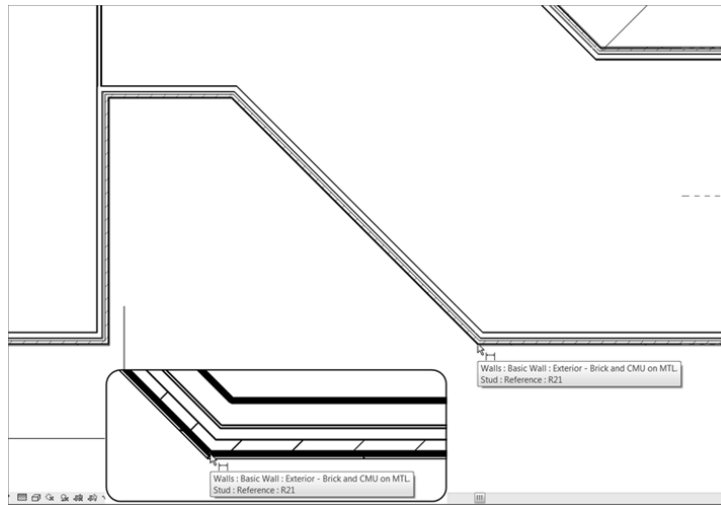 Walls : Basic Wall : Exterior - Brick and CMU on MTL.
Stud : Reference : R21
Walls : Basic Wall : Exterior - Brick and CMU on MTL.
Stud : Reference : R21